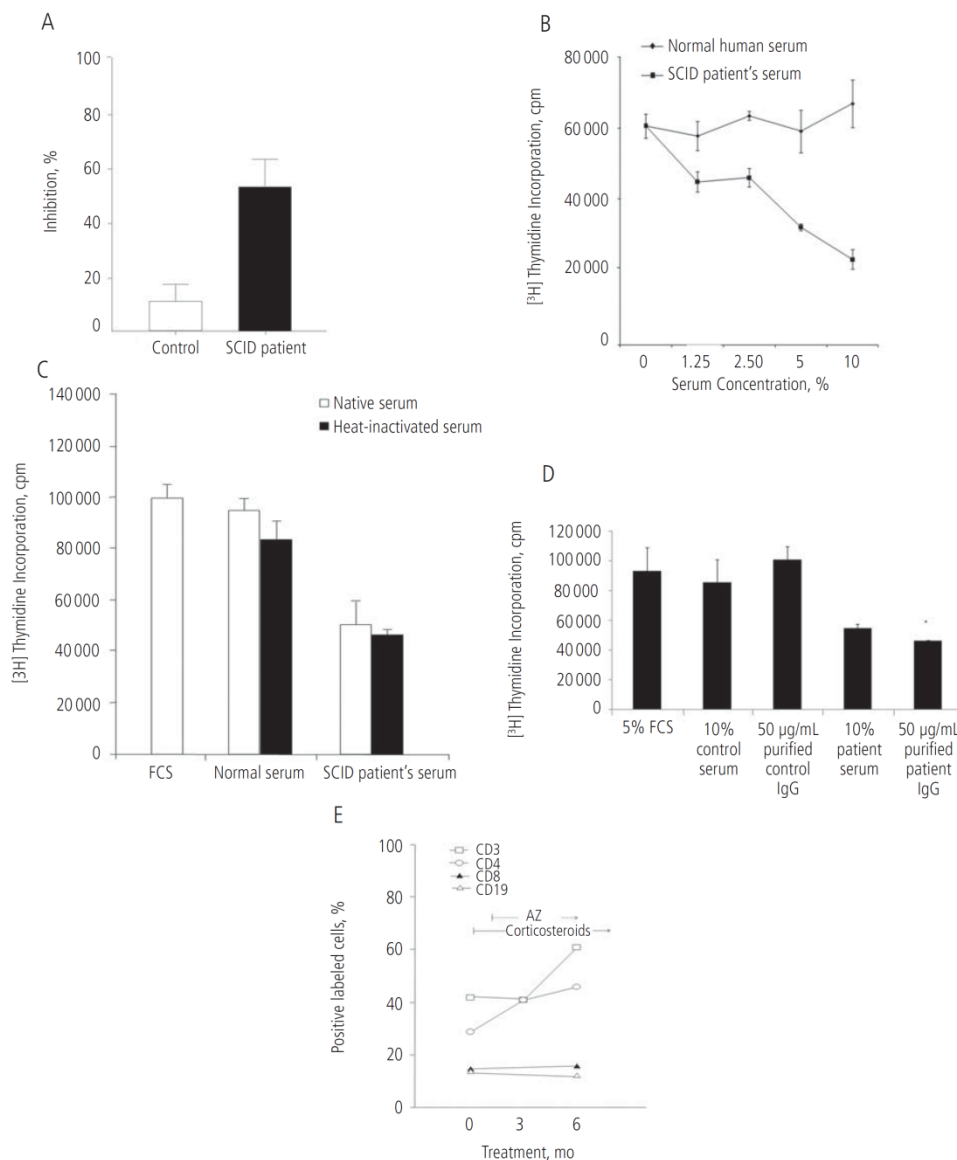 A
100
80
60
40
20
0
Inhibition, %
Control
SCID patient
B
Normal human serum
SCID patient's serum
80 000
60 000
40 000
20 000
0
[³H] Thymidine Incorporation, cpm
0 1.25 2.50 5 10
Serum Concentration, %
C
Native serum
Heat-inactivated serum
140 000
120 000
100 000
80 000
60 000
40 000
20 000
0
[3H] Thymidine Incorporation, cpm
FCS
Normal serum
SCID patient's serum
D
120 000
100 000
80 000
60 000
40 000
20 000
0
[³H] Thymidine Incorporation, cpm
*
5% FCS
10%
control
serum
50 µg/mL
purified
control
IgG
10%
patient
serum
50 µg/mL
purified
patient
IgG
E
CD3
CD4
CD8
CD19
AZ
Corticosteroids
100
80
60
40
20
0
Positive labeled cells, %
0 3 6
Treatment, mo